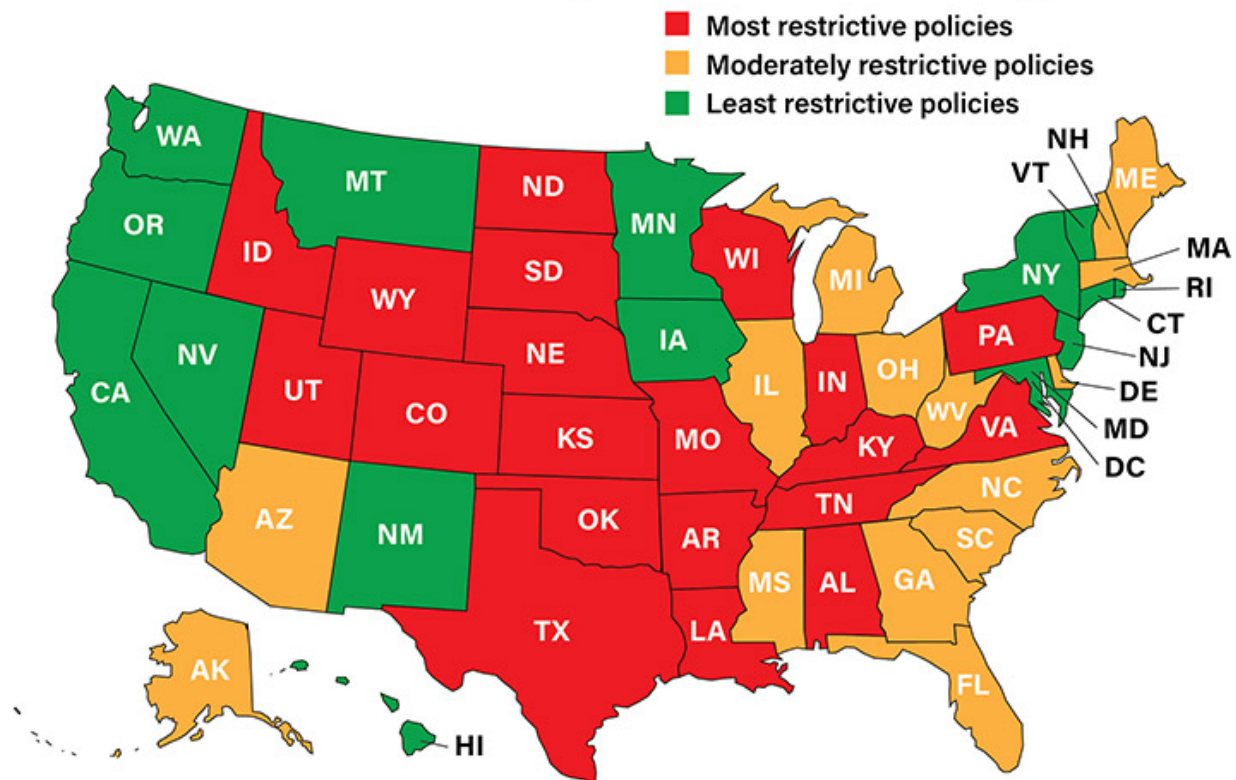 Most restrictive policies
Moderately restrictive policies
Least restrictive policies
NH
VT
ME
WA
MT
ND
MN
OR
ID
SD
WI
MI
NY
MA
RI
WY
CT
NV
NE
IA
PA
NJ
CA
UT
CO
IL
IN
OH
DE
WV
KS
MO
KY
VA
MD
DC
AZ
NM
OK
TN
NC
AR
SC
TX
LA
MS
AL
GA
AK
FL
HI